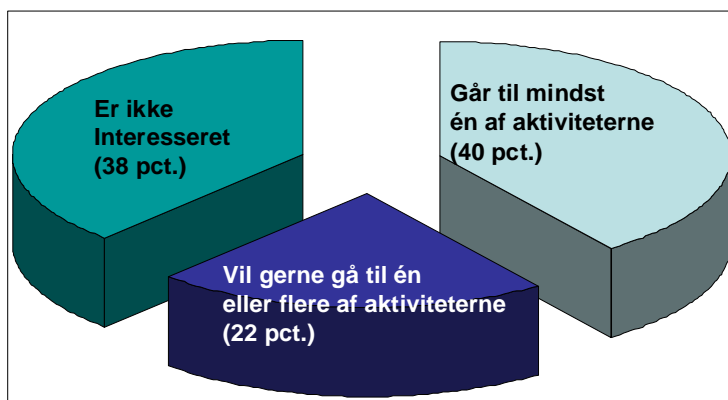 Er ikke
Interesseret
(38 pct.)
Går til mindst
én af aktiviteterne
(40 pct.)
Vil gerne gå til én
eller flere af aktiviteterne
(22 pct.)